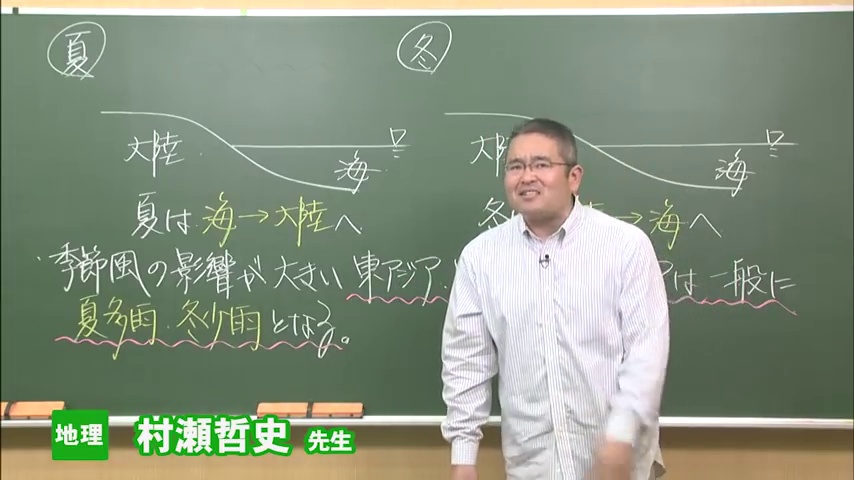 夏
冬
大陸
海
大陸
海
夏は 海→大陸へ
冬 →海へ
季節風の影響が大きい 東アジア は一般に
夏多雨・冬少雨となる。
地理 村瀬哲史 先生